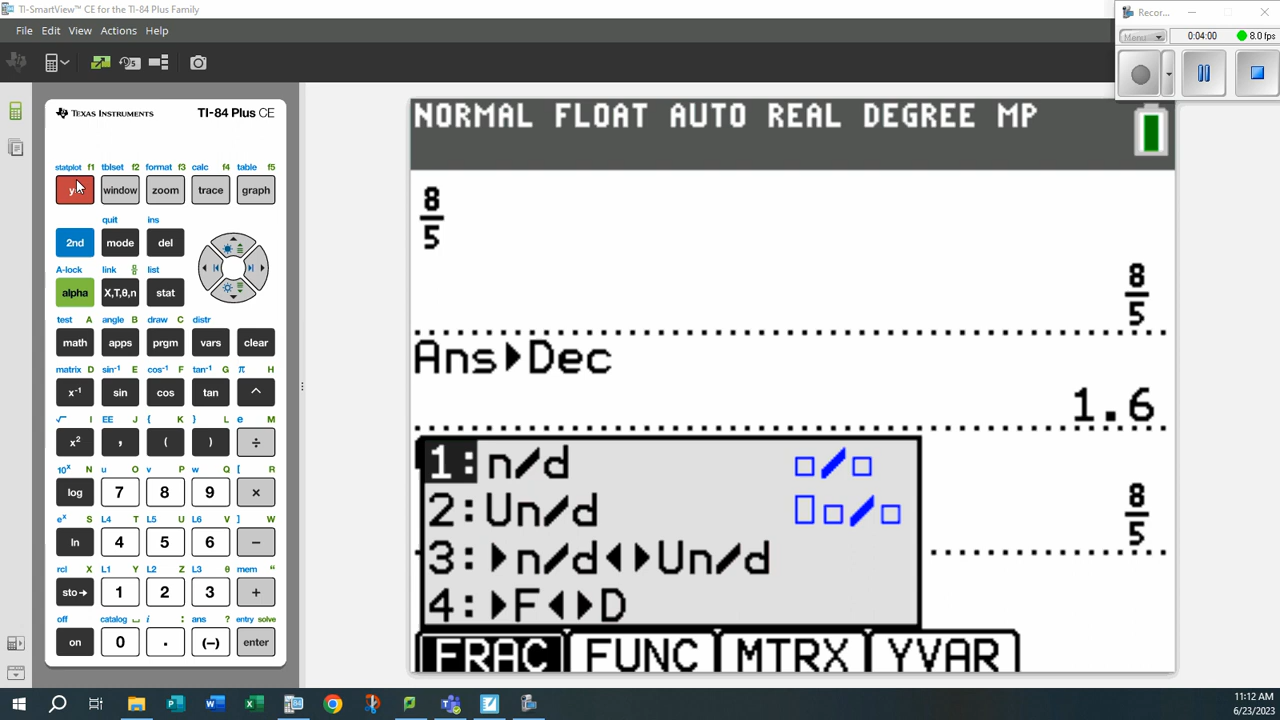 TI-SmartView™ CE for the TI-84 Plus Family
Recor...
File Edit View Actions Help
Menu
0:04:00 8.0 fps
TEXAS INSTRUMENTS TI-84 Plus CE
statplot f1 tblset f2 format f3 calc f4 table f5
window zoom trace graph
quit ins
2nd mode del
A-lock link list
alpha X,T,θ,n stat
test A angle B draw C distr
math apps prgm vars clear
matrix D sin⁻¹ E cos⁻¹ F tan⁻¹ G π H
x⁻¹ sin cos tan ^
√ I EE J { K } L e M
x² , ( ) ÷
10ˣ N u O v P w Q [ R
log 7 8 9 ×
eˣ S L4 T L5 U L6 V ] W
ln 4 5 6 −
rcl X L1 Y L2 Z L3 θ mem "
sto→ 1 2 3 +
off catalog i : ans ? entry solve
on 0 . (−) enter
NORMAL FLOAT AUTO REAL DEGREE MP
8
5
8
5
Ans▶Dec
1.6
8
5
1: n/d □/□
2: Un/d □□/□
3: ▶n/d◀▶Un/d
4: ▶F◀▶D
FRAC FUNC MTRX YVAR
11:12 AM
6/23/2023